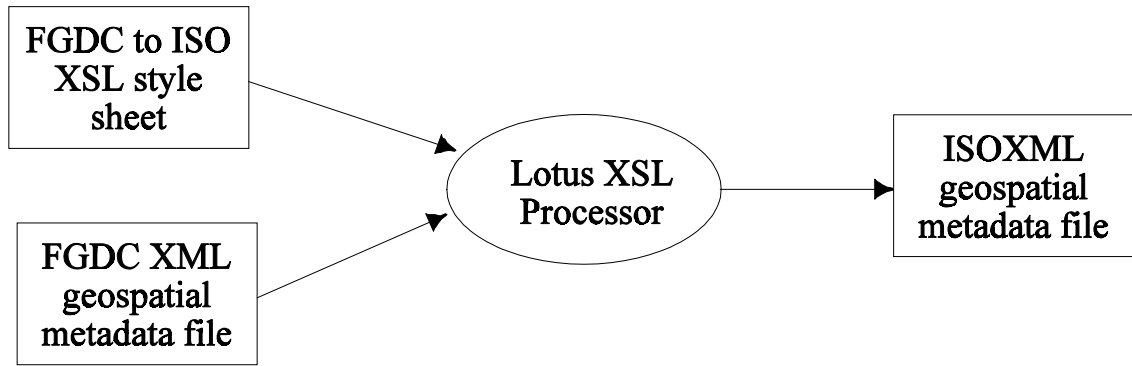 FGDC to ISO
XSL style
sheet
FGDC XML
geospatial
metadata file
Lotus XSL
Processor
ISOXML
geospatial
metadata file